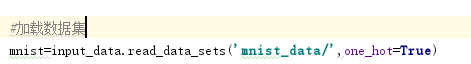 #加载数据集
mnist=input_data.read_data_sets('mnist_data/',one_hot=True)